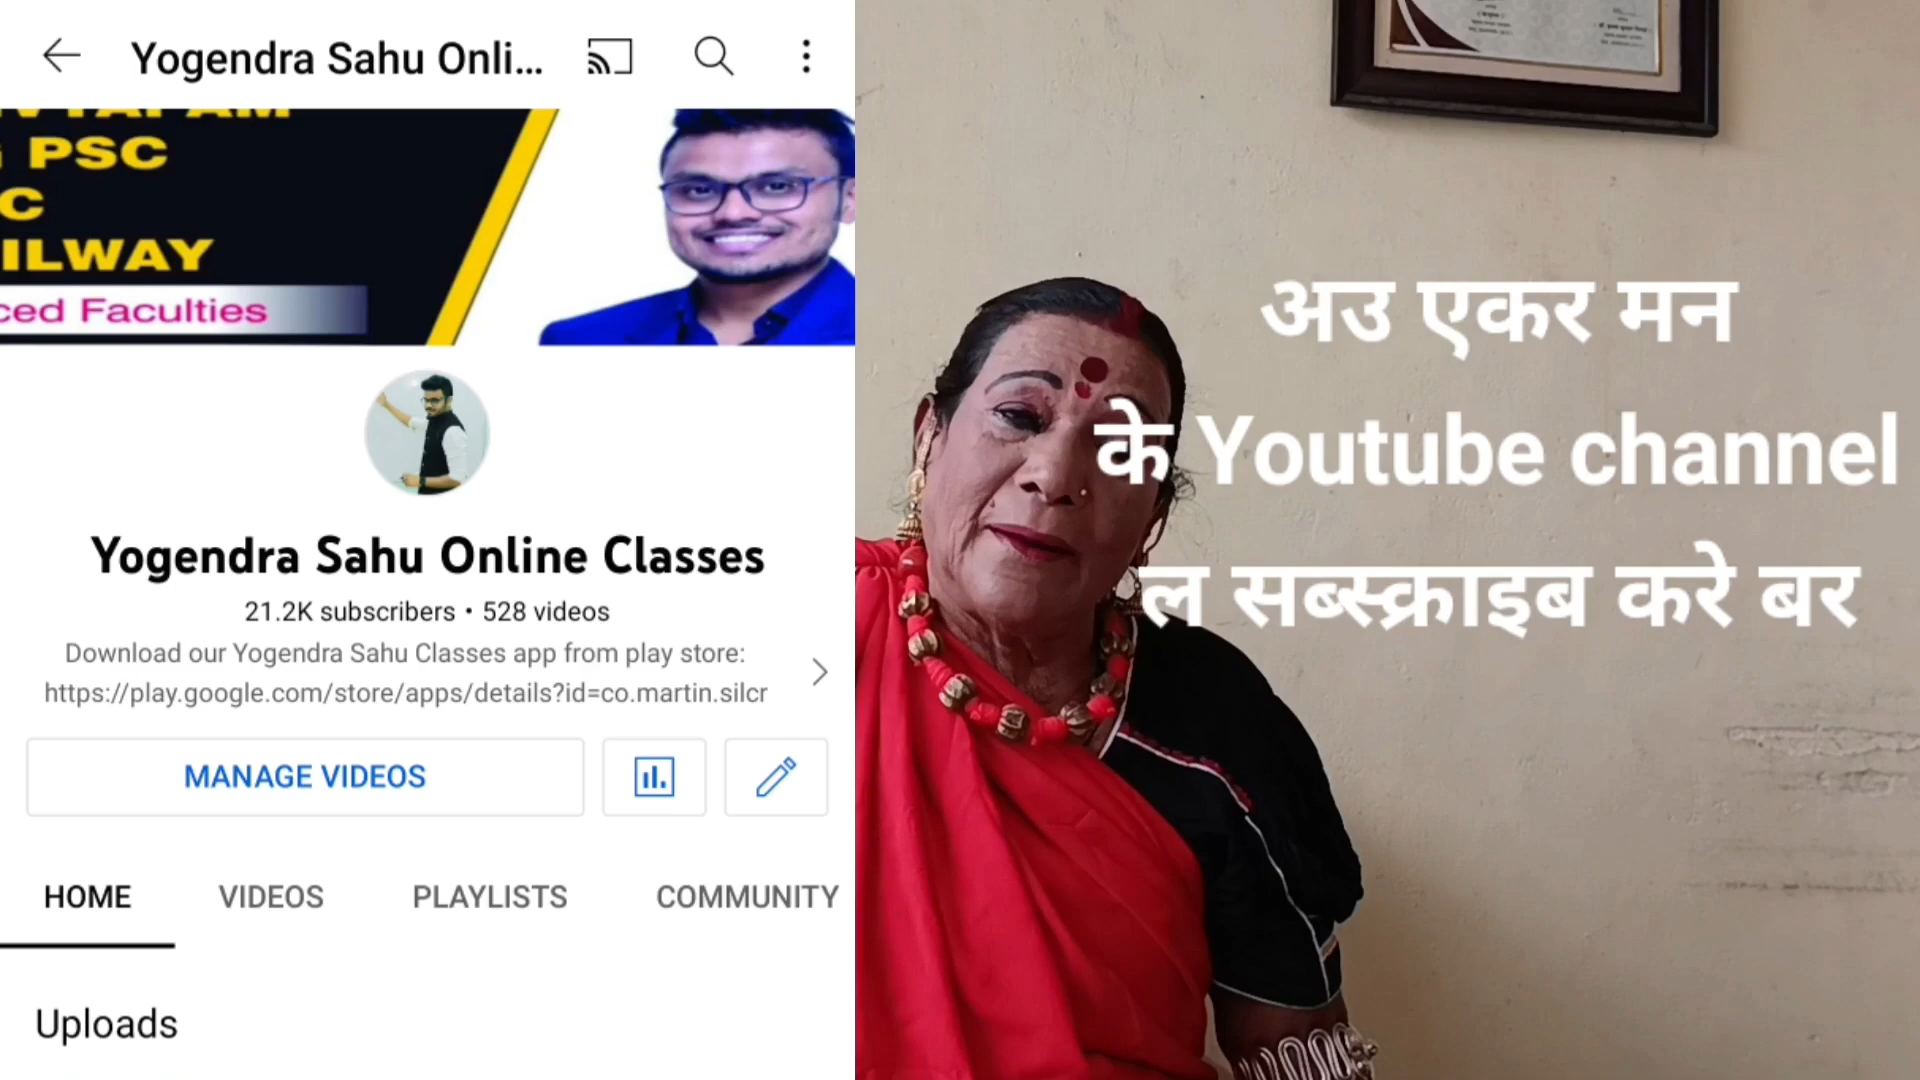 Yogendra Sahu Onli...
PSC
C
ILWAY
ced Faculties
Yogendra Sahu Online Classes
21.2K subscribers • 528 videos
Download our Yogendra Sahu Classes app from play store:
https://play.google.com/store/apps/details?id=co.martin.silcr
MANAGE VIDEOS
HOME VIDEOS PLAYLISTS COMMUNITY
Uploads
अउ एकर मन
के Youtube channel
ल सब्स्क्राइब करे बर